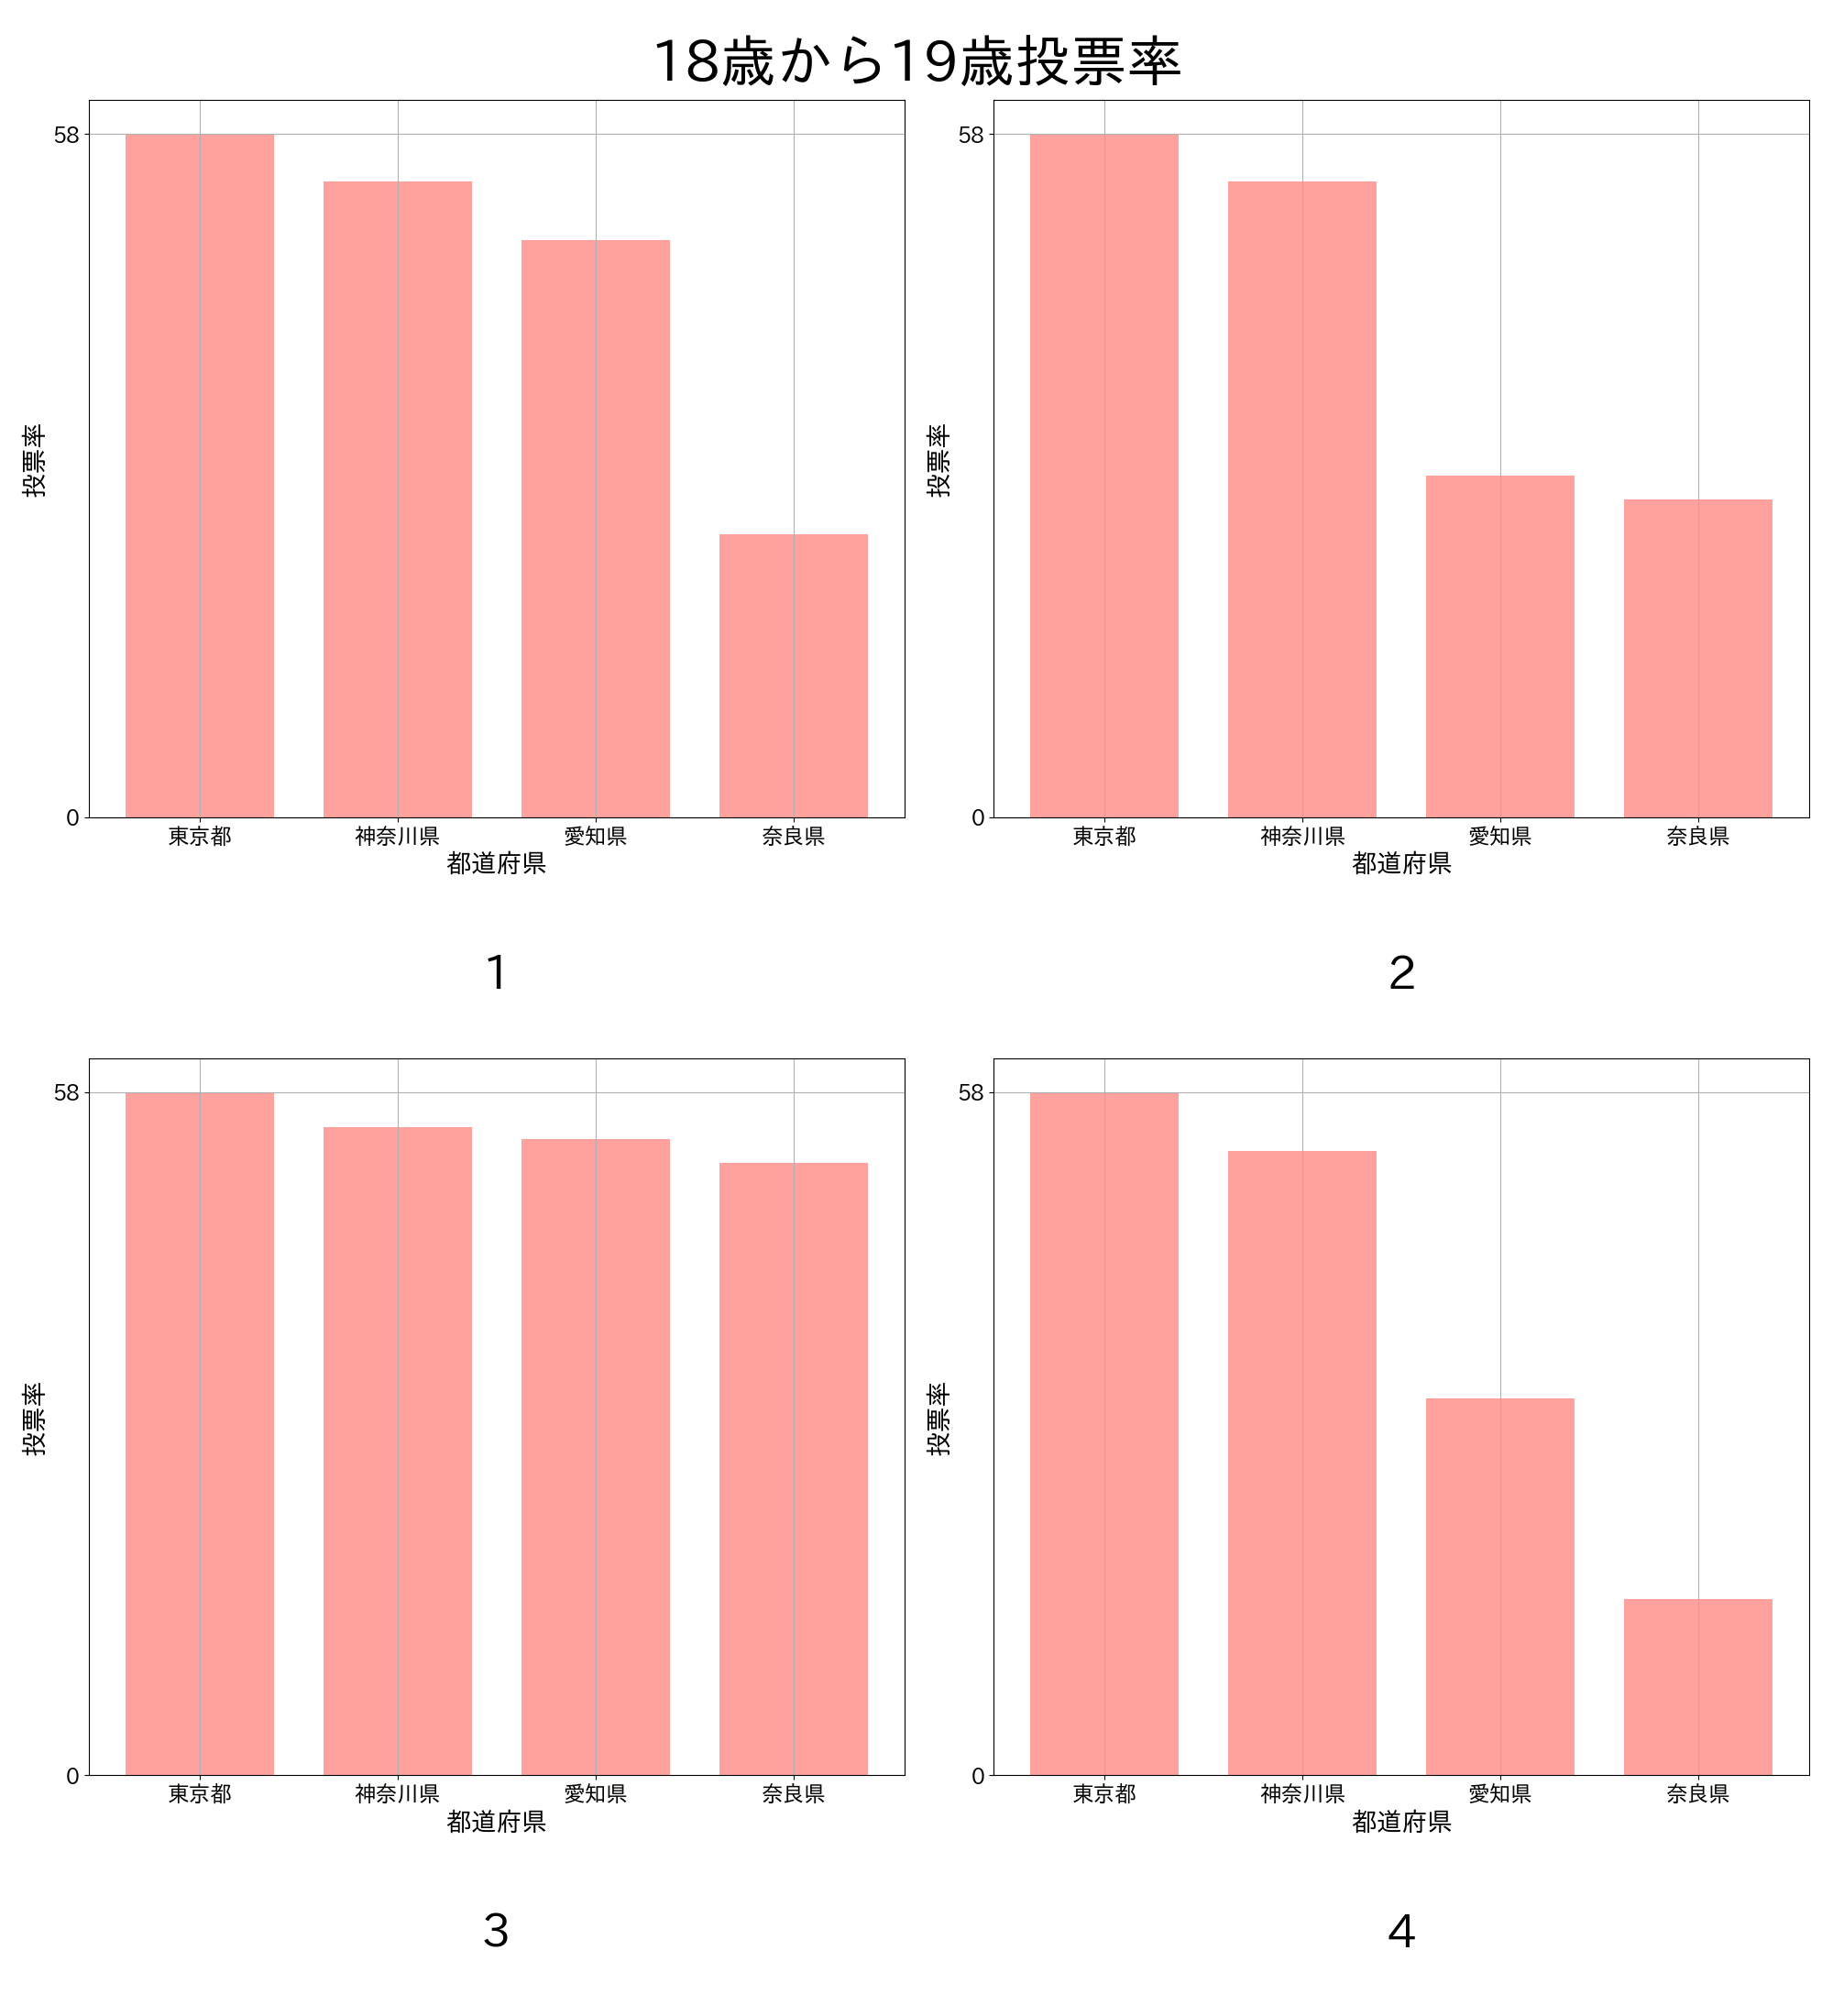 18歳から19歳投票率
58
0
投票率
東京都 神奈川県 愛知県 奈良県
都道府県
1
58
0
投票率
東京都 神奈川県 愛知県 奈良県
都道府県
2
58
0
投票率
東京都 神奈川県 愛知県 奈良県
都道府県
3
58
0
投票率
東京都 神奈川県 愛知県 奈良県
都道府県
4